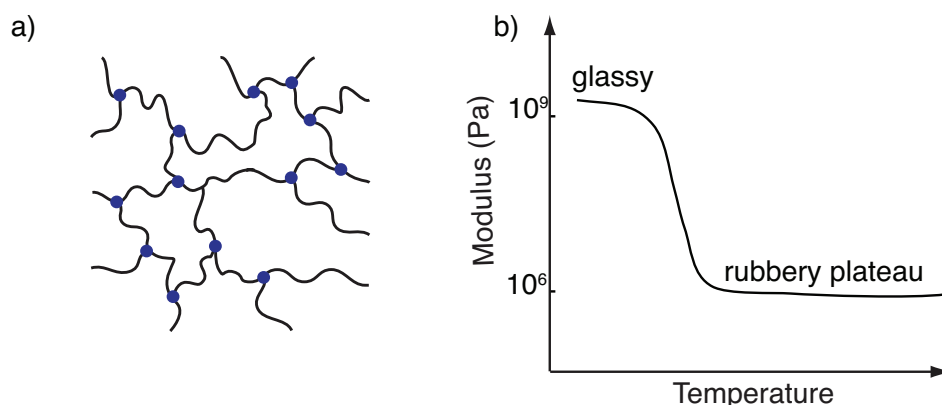 a)
b)
glassy
10⁹
Modulus (Pa)
rubbery plateau
10⁶
Temperature